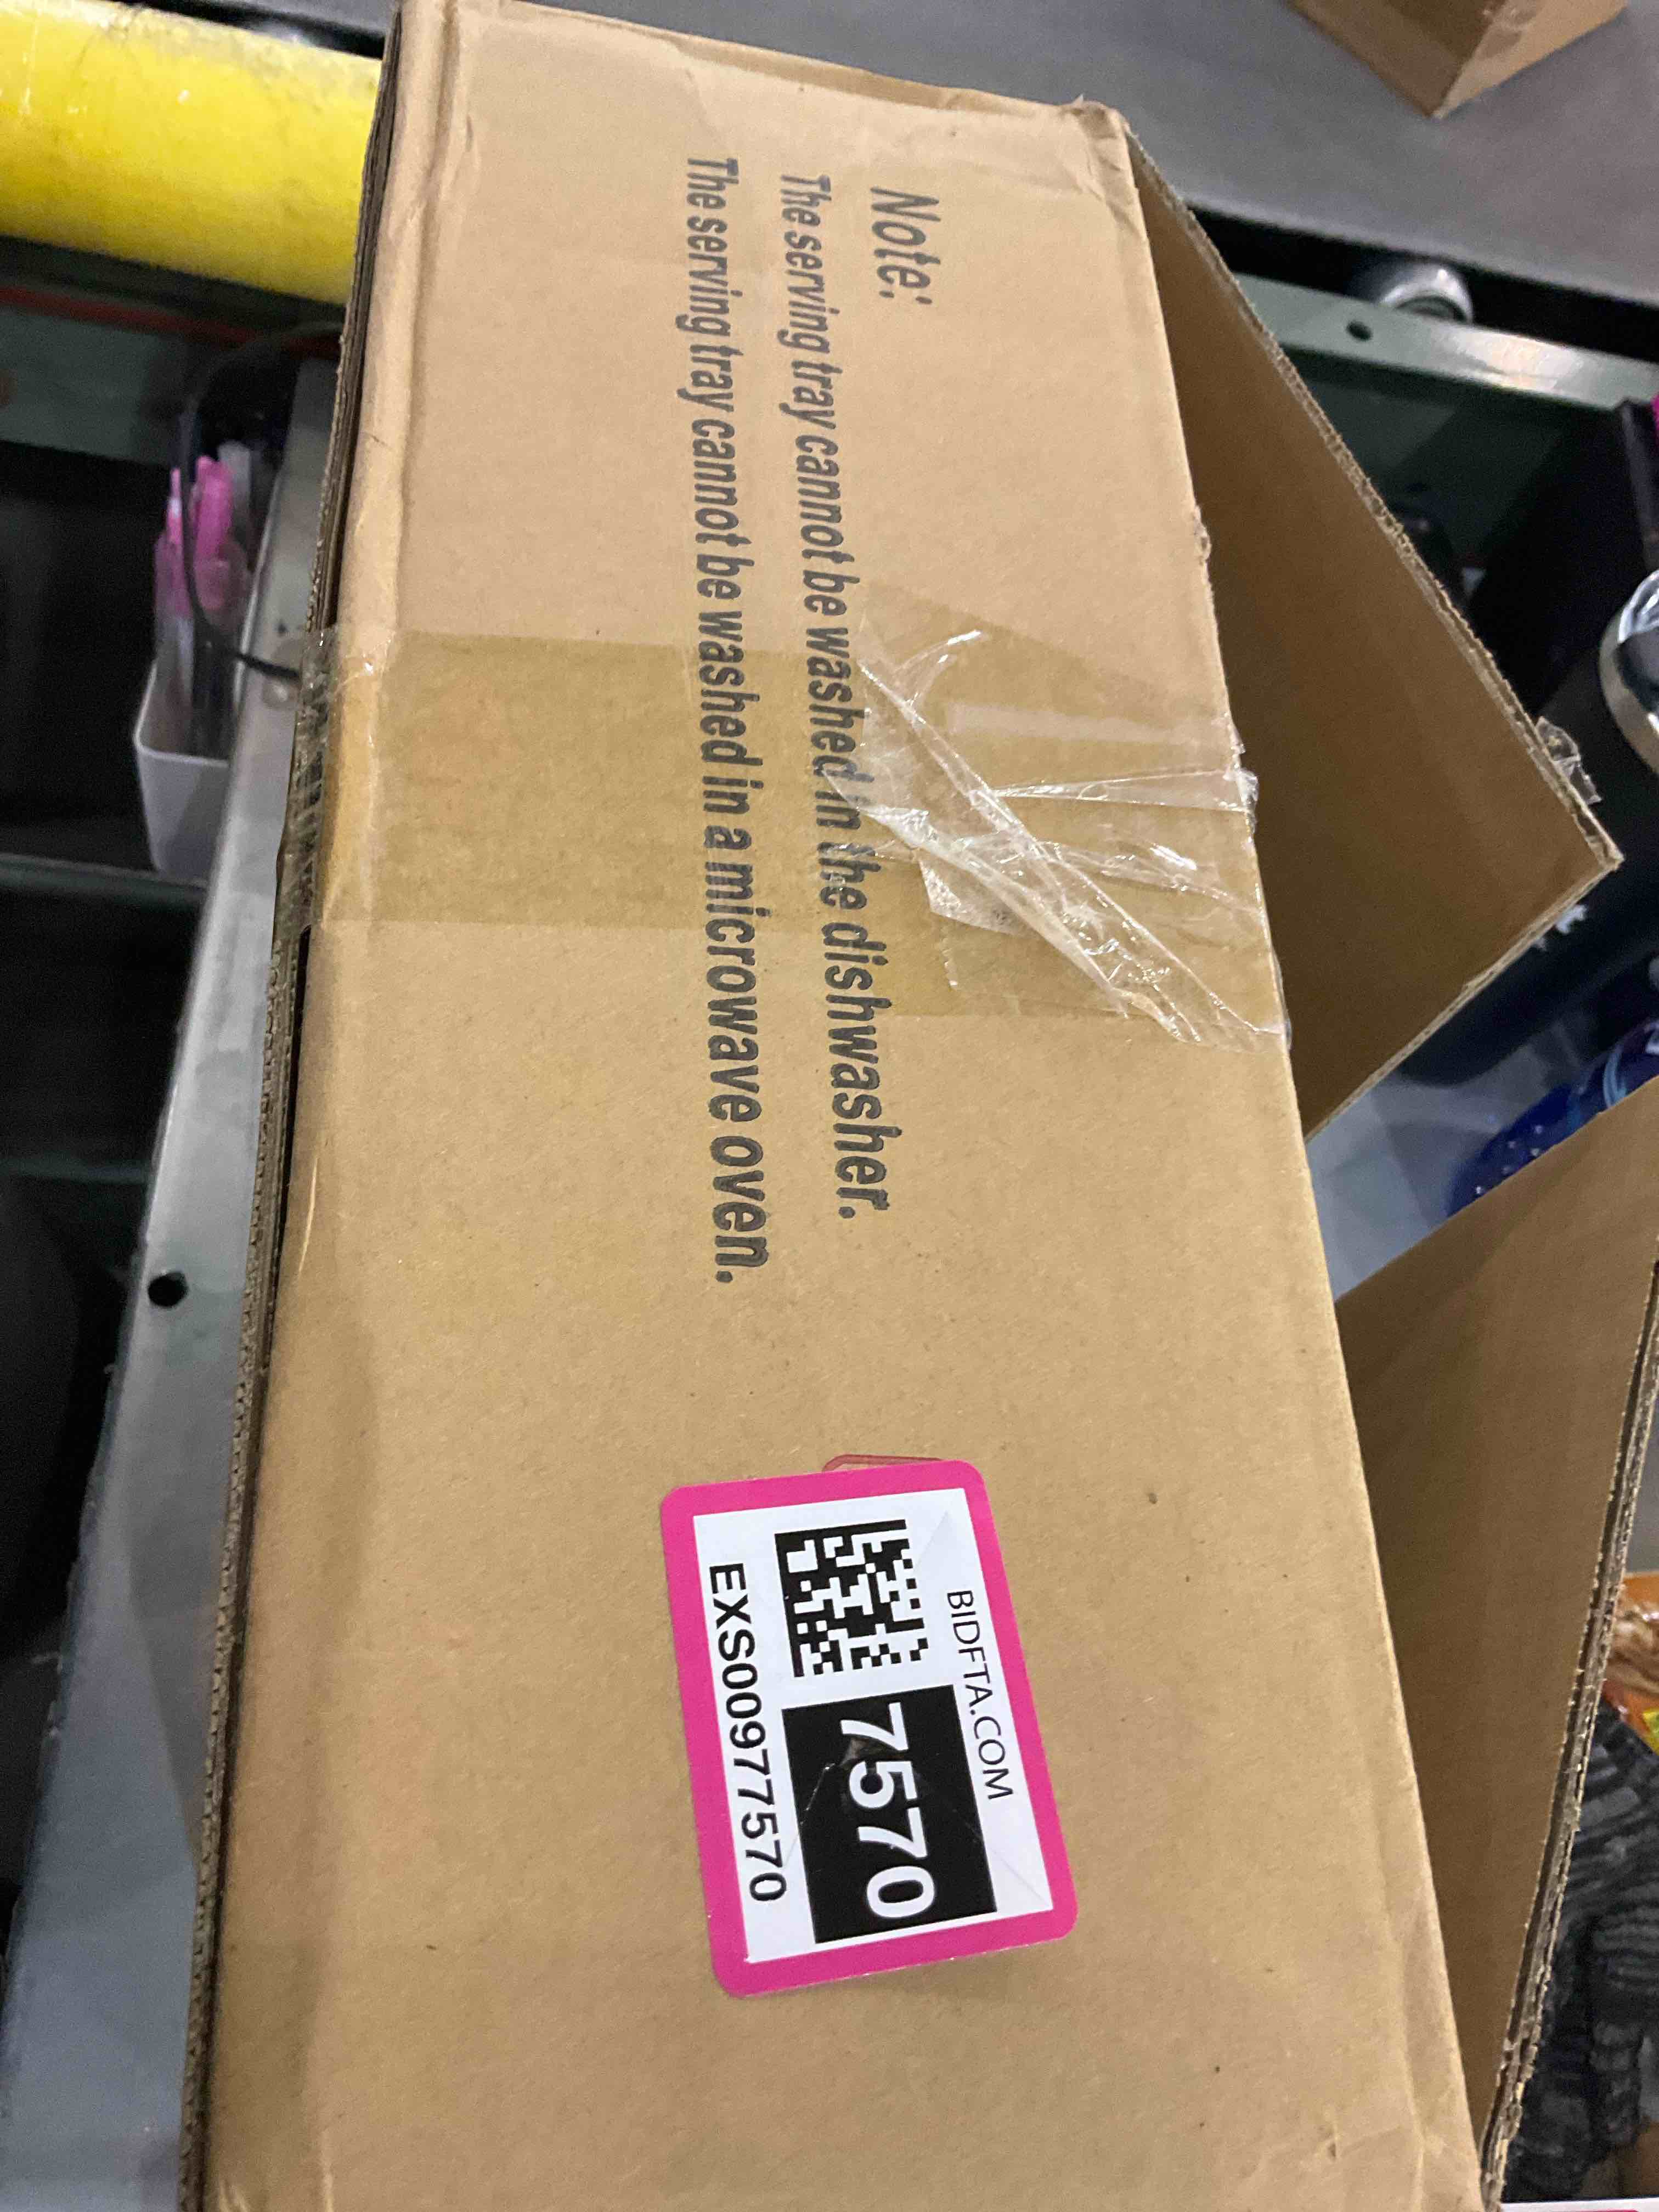 Note:
The serving tray cannot be washed in the dishwasher.
The serving tray cannot be washed in a microwave oven.
BIDFTA.COM
7570
EXS00977570